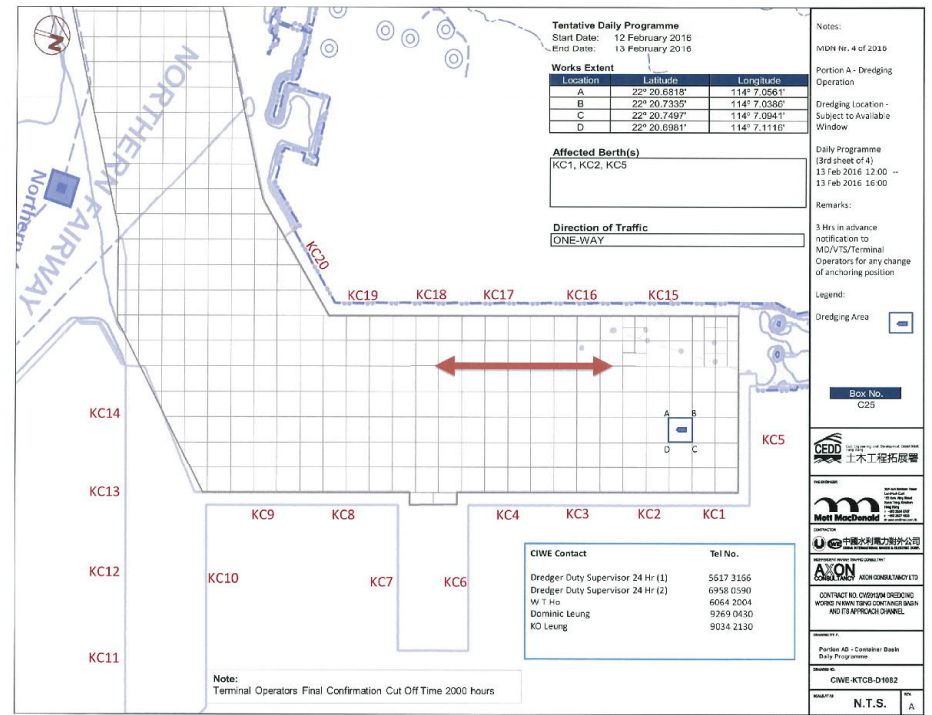 Tentative Daily Programme
Start Date: 12 February 2016
End Date: 13 February 2016
Works Extent
Location Latitude Longitude
A 22° 20.6818' 114° 7.0561'
B 22° 20.7335' 114° 7.0386'
C 22° 20.7497' 114° 7.0941'
D 22° 20.6981' 114° 7.1116'
Affected Berth(s)
KC1, KC2, KC5
Direction of Traffic
ONE-WAY
N
NORTHERN FAIRWAY
Northern
KC20
KC19 KC18 KC17 KC16 KC15
KC14
A B
D C
KC5
KC13
KC9 KC8 KC4 KC3 KC2 KC1
KC12
KC10
KC7 KC6
KC11
CIWE Contact Tel No.
Dredger Duty Supervisor 24 Hr (1) 5617 3166
Dredger Duty Supervisor 24 Hr (2) 6958 0590
W T Ho 6064 2004
Dominic Leung 9269 0430
KO Leung 9034 2130
Note:
Terminal Operators Final Confirmation Cut Off Time 2000 hours
Notes:
MDN Nr. 4 of 2016
Portion A - Dredging
Operation
Dredging Location -
Subject to Available
Window
Daily Programme
(3rd sheet of 4)
13 Feb 2016 12:00 --
13 Feb 2016 16:00
Remarks:
3 Hrs in advance
notification to
MD/VTS/Terminal
Operators for any change
of anchoring position
Legend:
Dredging Area
Box No.
C25
CEDD
土木工程拓展署
Mott MacDonald
CONTRACTOR
中國水利電力對外公司
AXON
CONSULTANCY AXON CONSULTANCY LTD
CONTRACT NO. CV/2013/04 DREDGING
WORKS IN KWAI TSING CONTAINER BASIN
AND ITS APPROACH CHANNEL
Portion AB - Container Basin
Daily Programme
CIWE-KTCB-D1082
N.T.S. A